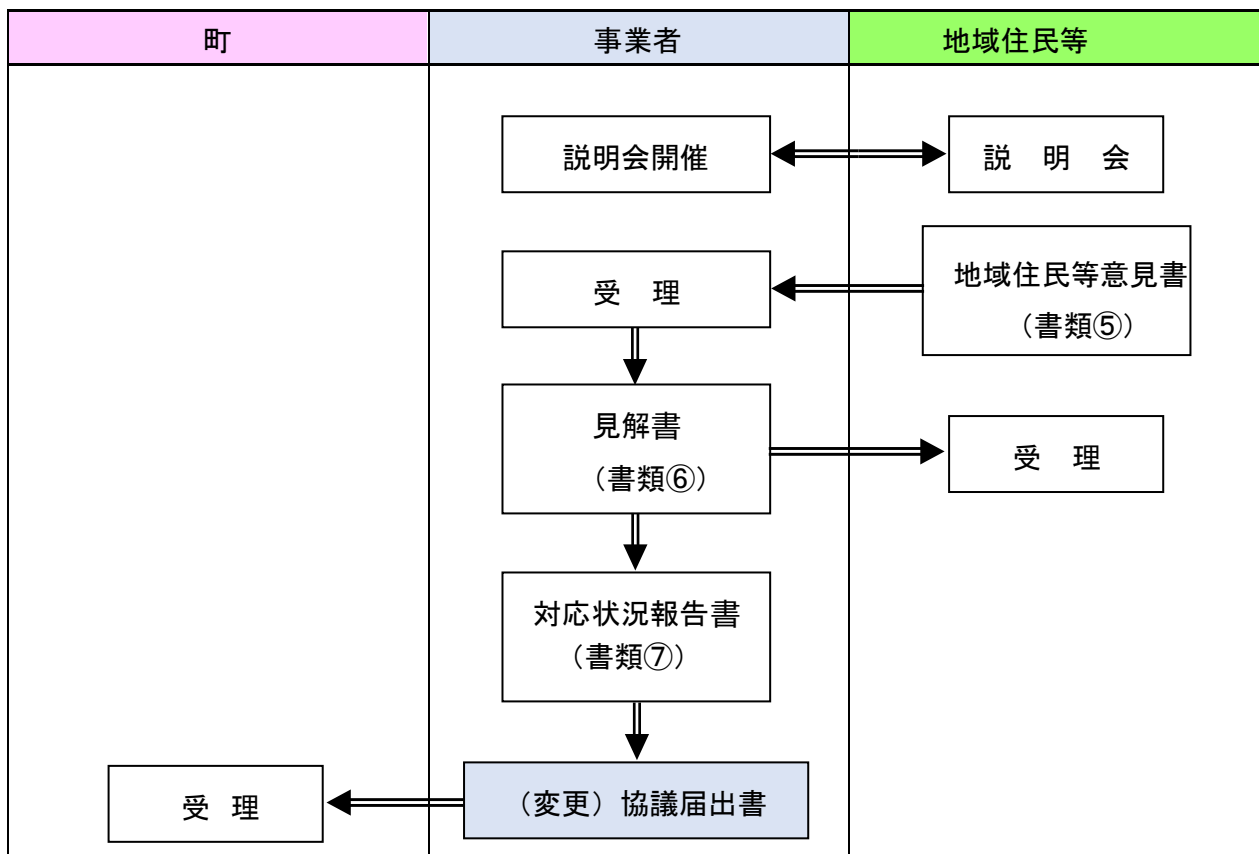 町
事業者
地域住民等
説明会開催
説 明 会
地域住民等意見書
（書類⑤）
受 理
見解書
（書類⑥）
受 理
対応状況報告書
（書類⑦）
（変更）協議届出書
受 理